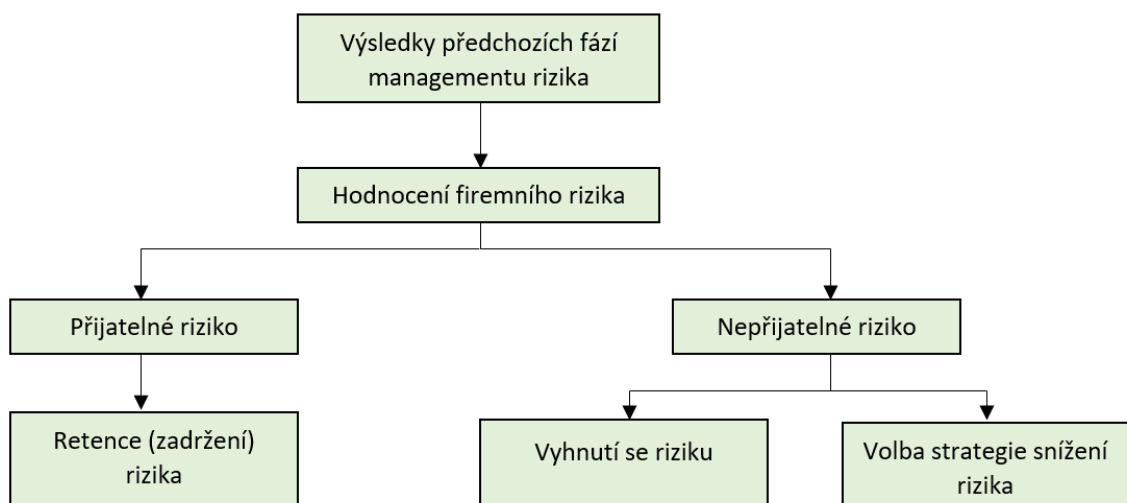 Výsledky předchozích fází
managementu rizika
Hodnocení firemního rizika
Přijatelné riziko
Nepřijatelné riziko
Retence (zadržení)
rizika
Vyhnutí se riziku
Volba strategie snížení
rizika